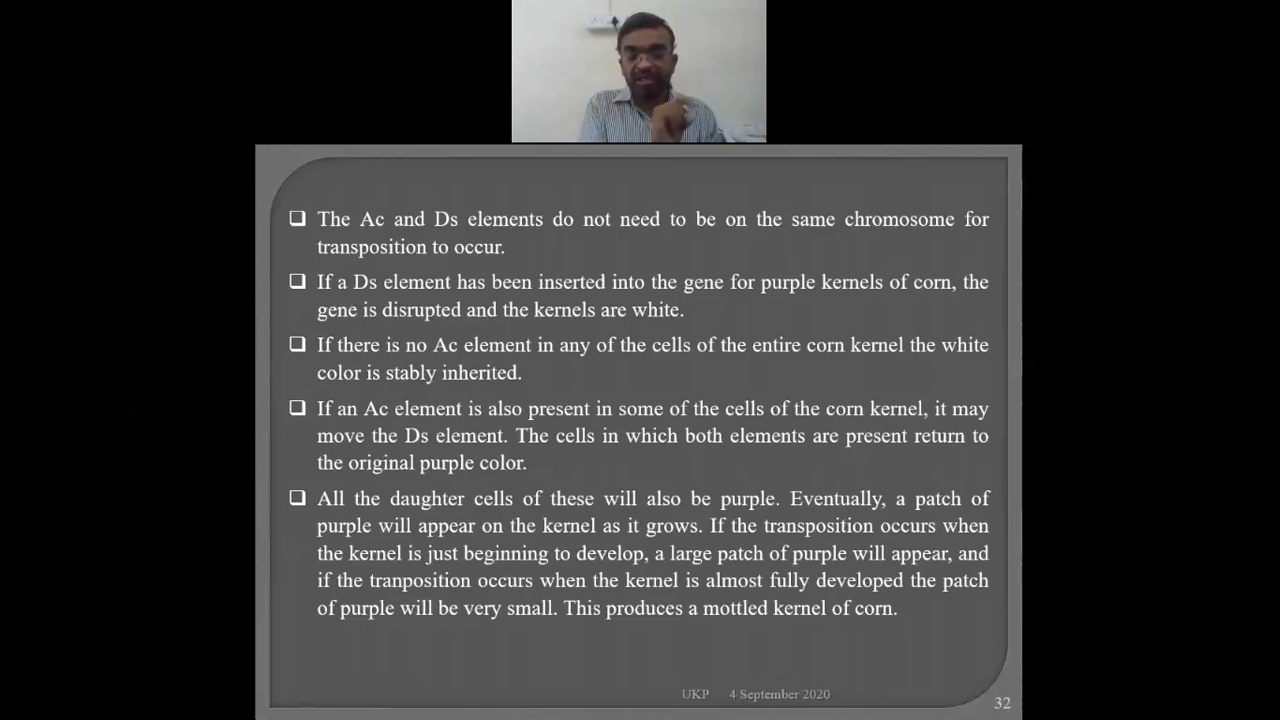 ❑ The Ac and Ds elements do not need to be on the same chromosome for
transposition to occur.
❑ If a Ds element has been inserted into the gene for purple kernels of corn, the
gene is disrupted and the kernels are white.
❑ If there is no Ac element in any of the cells of the entire corn kernel the white
color is stably inherited.
❑ If an Ac element is also present in some of the cells of the corn kernel, it may
move the Ds element. The cells in which both elements are present return to
the original purple color.
❑ All the daughter cells of these will also be purple. Eventually, a patch of
purple will appear on the kernel as it grows. If the transposition occurs when
the kernel is just beginning to develop, a large patch of purple will appear, and
if the tranposition occurs when the kernel is almost fully developed the patch
of purple will be very small. This produces a mottled kernel of corn.
UKP 4 September 2020
32